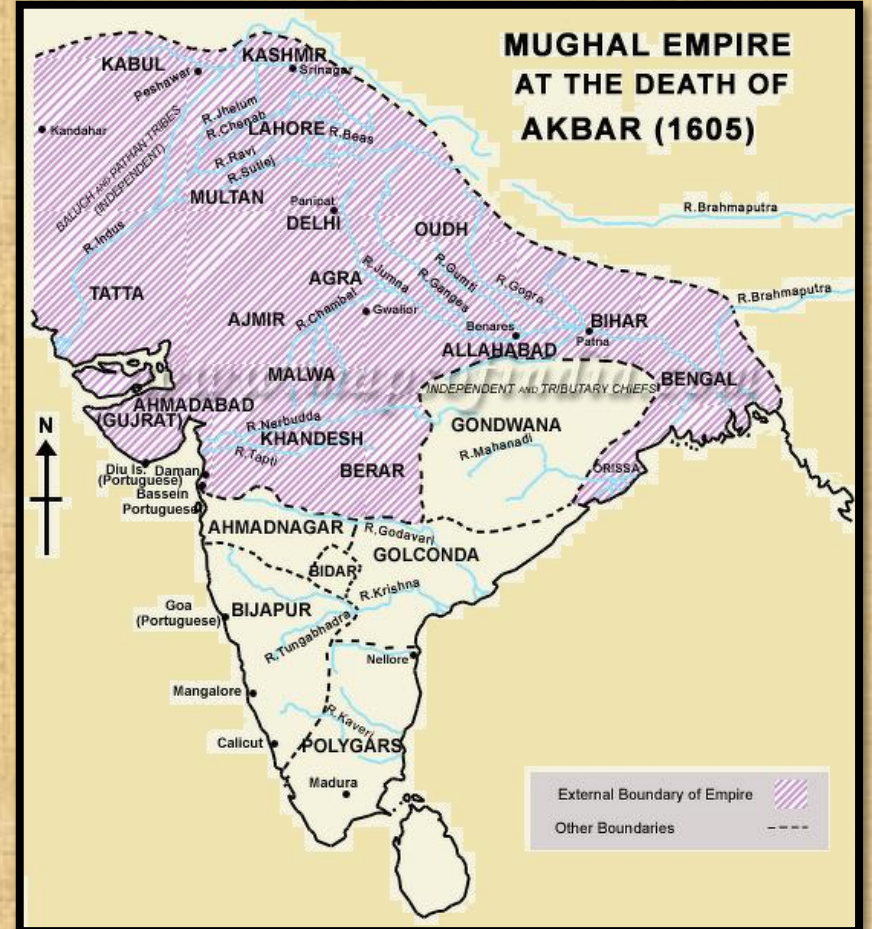 MUGHAL EMPIRE
AT THE DEATH OF
AKBAR (1605)
KABUL
KASHMIR
Peshawar
Srinagar
Kandahar
R.Jhelum
R.Chenab
LAHORE
R.Beas
BALUCH AND PATHAN TRIBES
(INDEPENDENT)
R.Ravi
R.Sutlej
MULTAN
Panipat
DELHI
R.Brahmaputra
OUDH
R.Indus
R.Jumna
R.Gumti
R.Ganges
R.Gogra
AGRA
TATTA
R.Brahmaputra
R.Chambal
Gwalior
AJMIR
Benares
BIHAR
Patna
ALLAHABAD
MALWA
INDEPENDENT AND TRIBUTARY CHIEFS
BENGAL
AHMADABAD
(GUJRAT)
R.Nerbudda
GONDWANA
KHANDESH
R.Mahanadi
R.Tapti
BERAR
ORISSA
N
Diu Is.
(Portuguese)
Daman
Bassein
Portuguese
AHMADNAGAR
R.Godavari
GOLCONDA
BIDAR
R.Krishna
Goa
(Portuguese)
BIJAPUR
R.Tungabhadra
Nellore
Mangalore
R.Kaveri
Calicut
POLYGARS
Madura
External Boundary of Empire
Other Boundaries